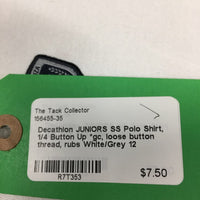 The Tack Collector
156455-35
Decathlon JUNIORS SS Polo Shirt,
1/4 Button Up *gc, loose button
thread, rubs White/Grey 12
R7T353
$7.50